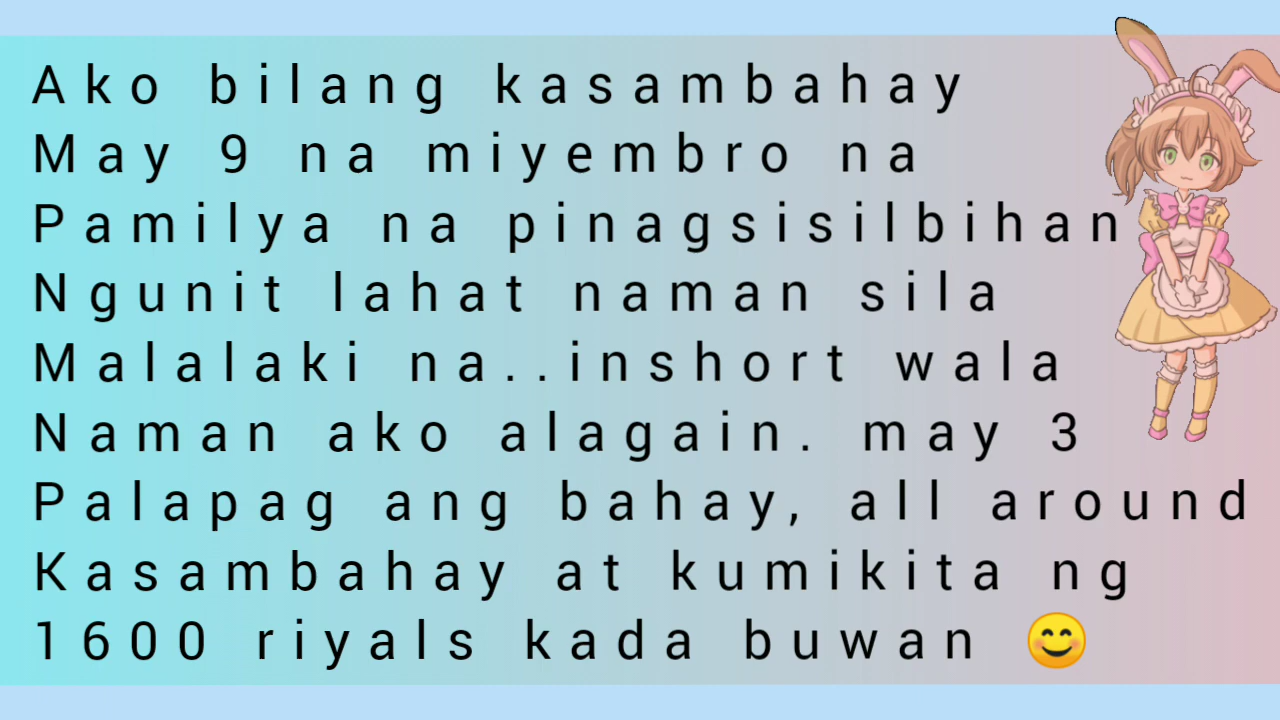 Ako bilang kasambahay
May 9 na miyembro na
Pamilya na pinagsisilbihan
Ngunit lahat naman sila
Malalaki na..inshort wala
Naman ako alagain. may 3
Palapag ang bahay, all around
Kasambahay at kumikita ng
1600 riyals kada buwan 😊